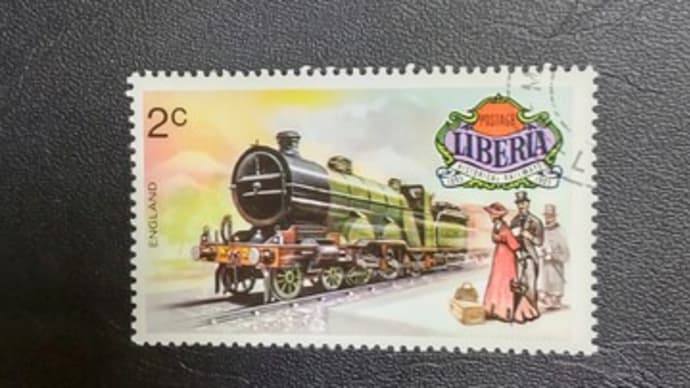 2c
ENGLAND
POSTAGE
LIBERIA
HISTORICAL RAILWAYS